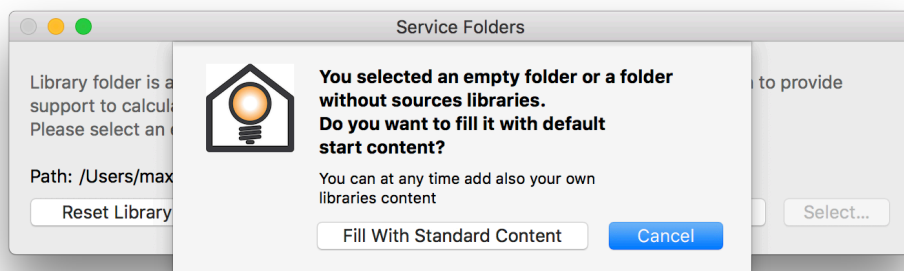 Service Folders
Library folder is a
n to provide
support to calcula
Please select an
Path: /Users/max
Reset Library
Select...
You selected an empty folder or a folder
without sources libraries.
Do you want to fill it with default
start content?
You can at any time add also your own
libraries content
Fill With Standard Content
Cancel